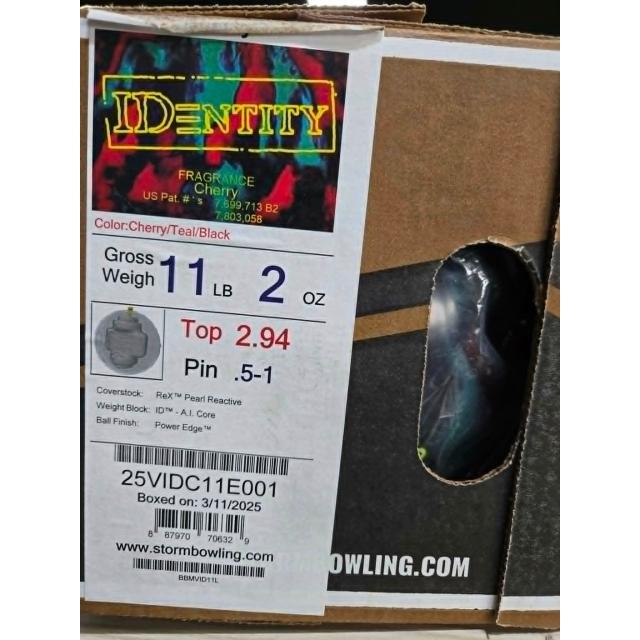 IDENTITY
FRAGRANCE
Cherry
US Pat. #'s 7,699,713 B2
7,803,058
Color:Cherry/Teal/Black
Gross
Weigh 11 LB 2 OZ
Top 2.94
Pin .5-1
Coverstock: ReX™ Pearl Reactive
Weight Block: ID™ - A.I. Core
Ball Finish: Power Edge™
25VIDC11E001
Boxed on: 3/11/2025
8 87970 70632 9
www.stormbowling.com
BBMVID11L
RMBOWLING.COM